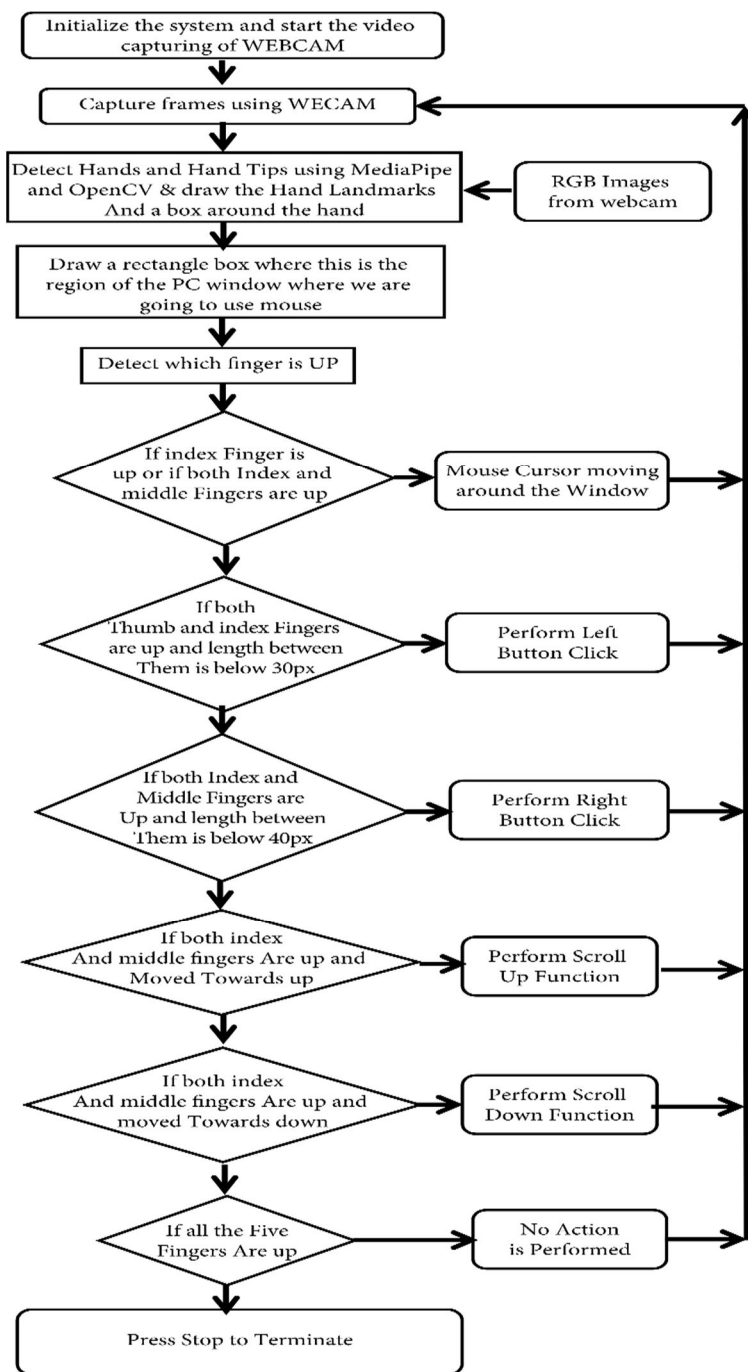 Initialize the system and start the video
capturing of WEBCAM
Capture frames using WECAM
Detect Hands and Hand Tips using MediaPipe
and OpenCV & draw the Hand Landmarks
And a box around the hand
RGB Images
from webcam
Draw a rectangle box where this is the
region of the PC window where we are
going to use mouse
Detect which finger is UP
If index Finger is
up or if both Index and
middle Fingers are up
Mouse Cursor moving
around the Window
If both
Thumb and index Fingers
are up and length between
Them is below 30px
Perform Left
Button Click
If both Index and
Middle Fingers are
Up and length between
Them is below 40px
Perform Right
Button Click
If both index
And middle fingers Are up and
Moved Towards up
Perform Scroll
Up Function
If both index
And middle fingers Are up and
moved Towards down
Perform Scroll
Down Function
If all the Five
Fingers Are up
No Action
is Performed
Press Stop to Terminate